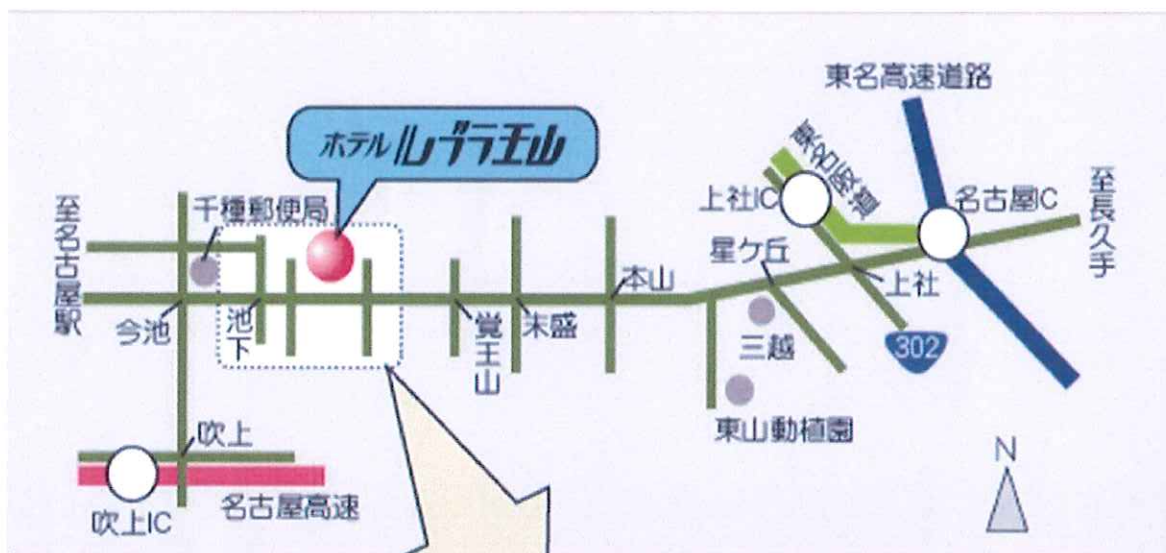 東名高速道路
ホテル ルブラ王山
東名阪道
上社IC
名古屋IC
至長久手
至名古屋駅
千種郵便局
星ケ丘
本山
上社
今池
池下
覚王山
末盛
三越
302
東山動植園
吹上
N
名古屋高速
吹上IC